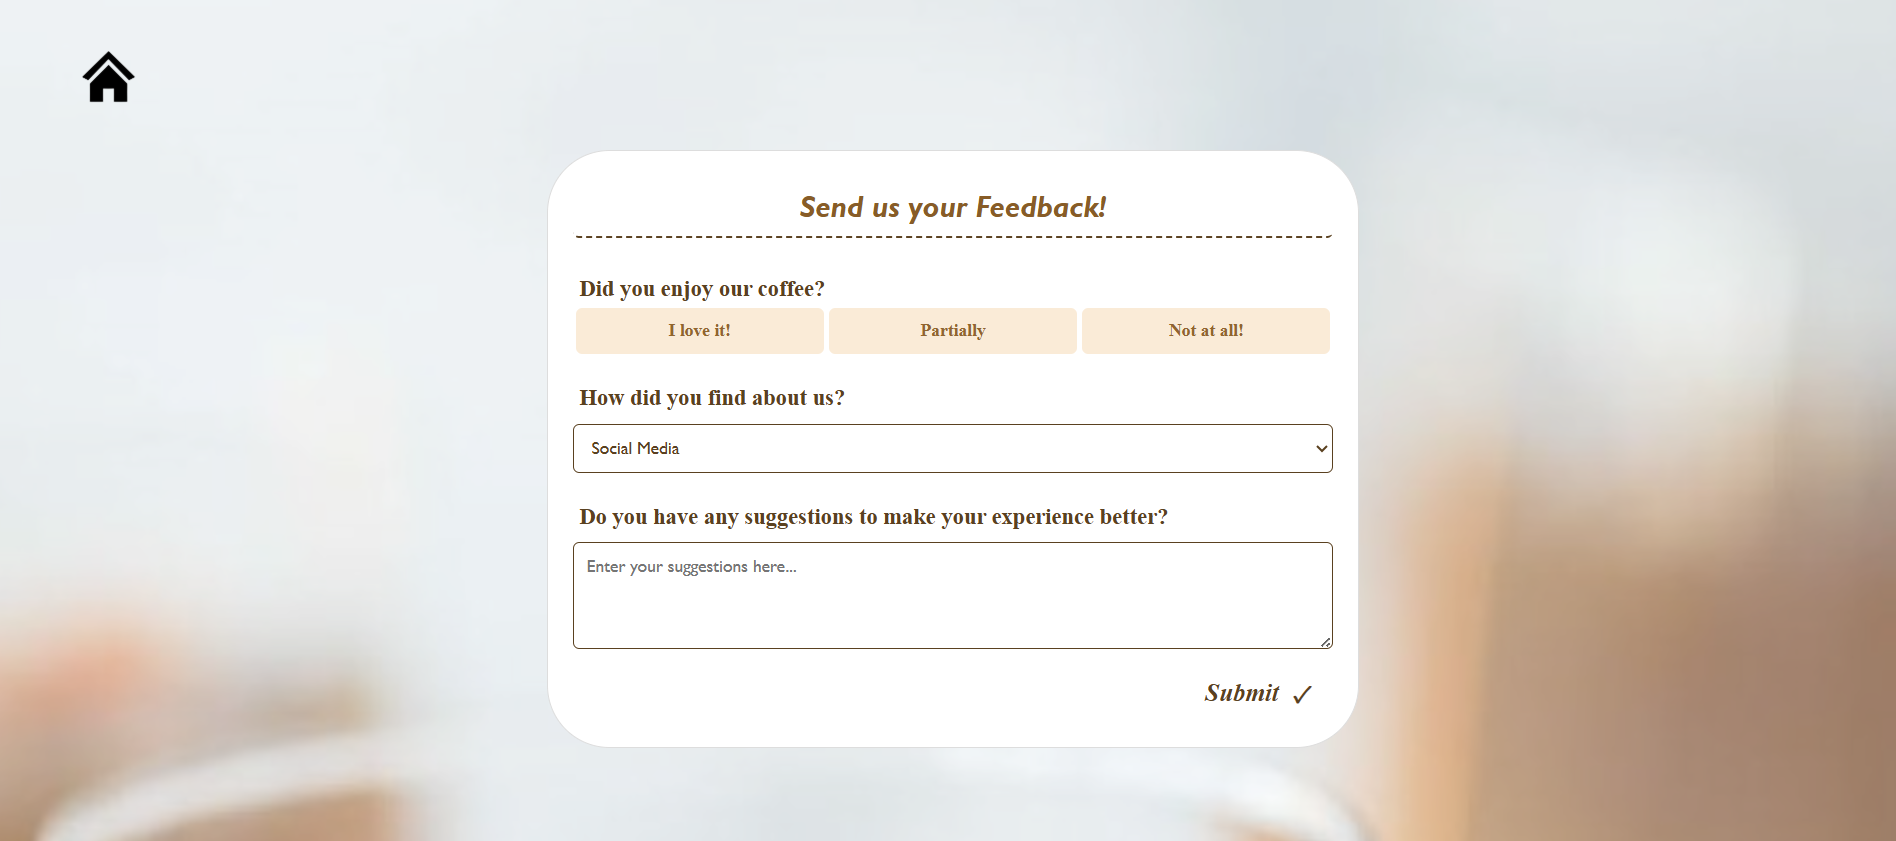 Send us your Feedback!
Did you enjoy our coffee?
I love it! Partially Not at all!
How did you find about us?
Social Media
Do you have any suggestions to make your experience better?
Enter your suggestions here...
Submit ✓